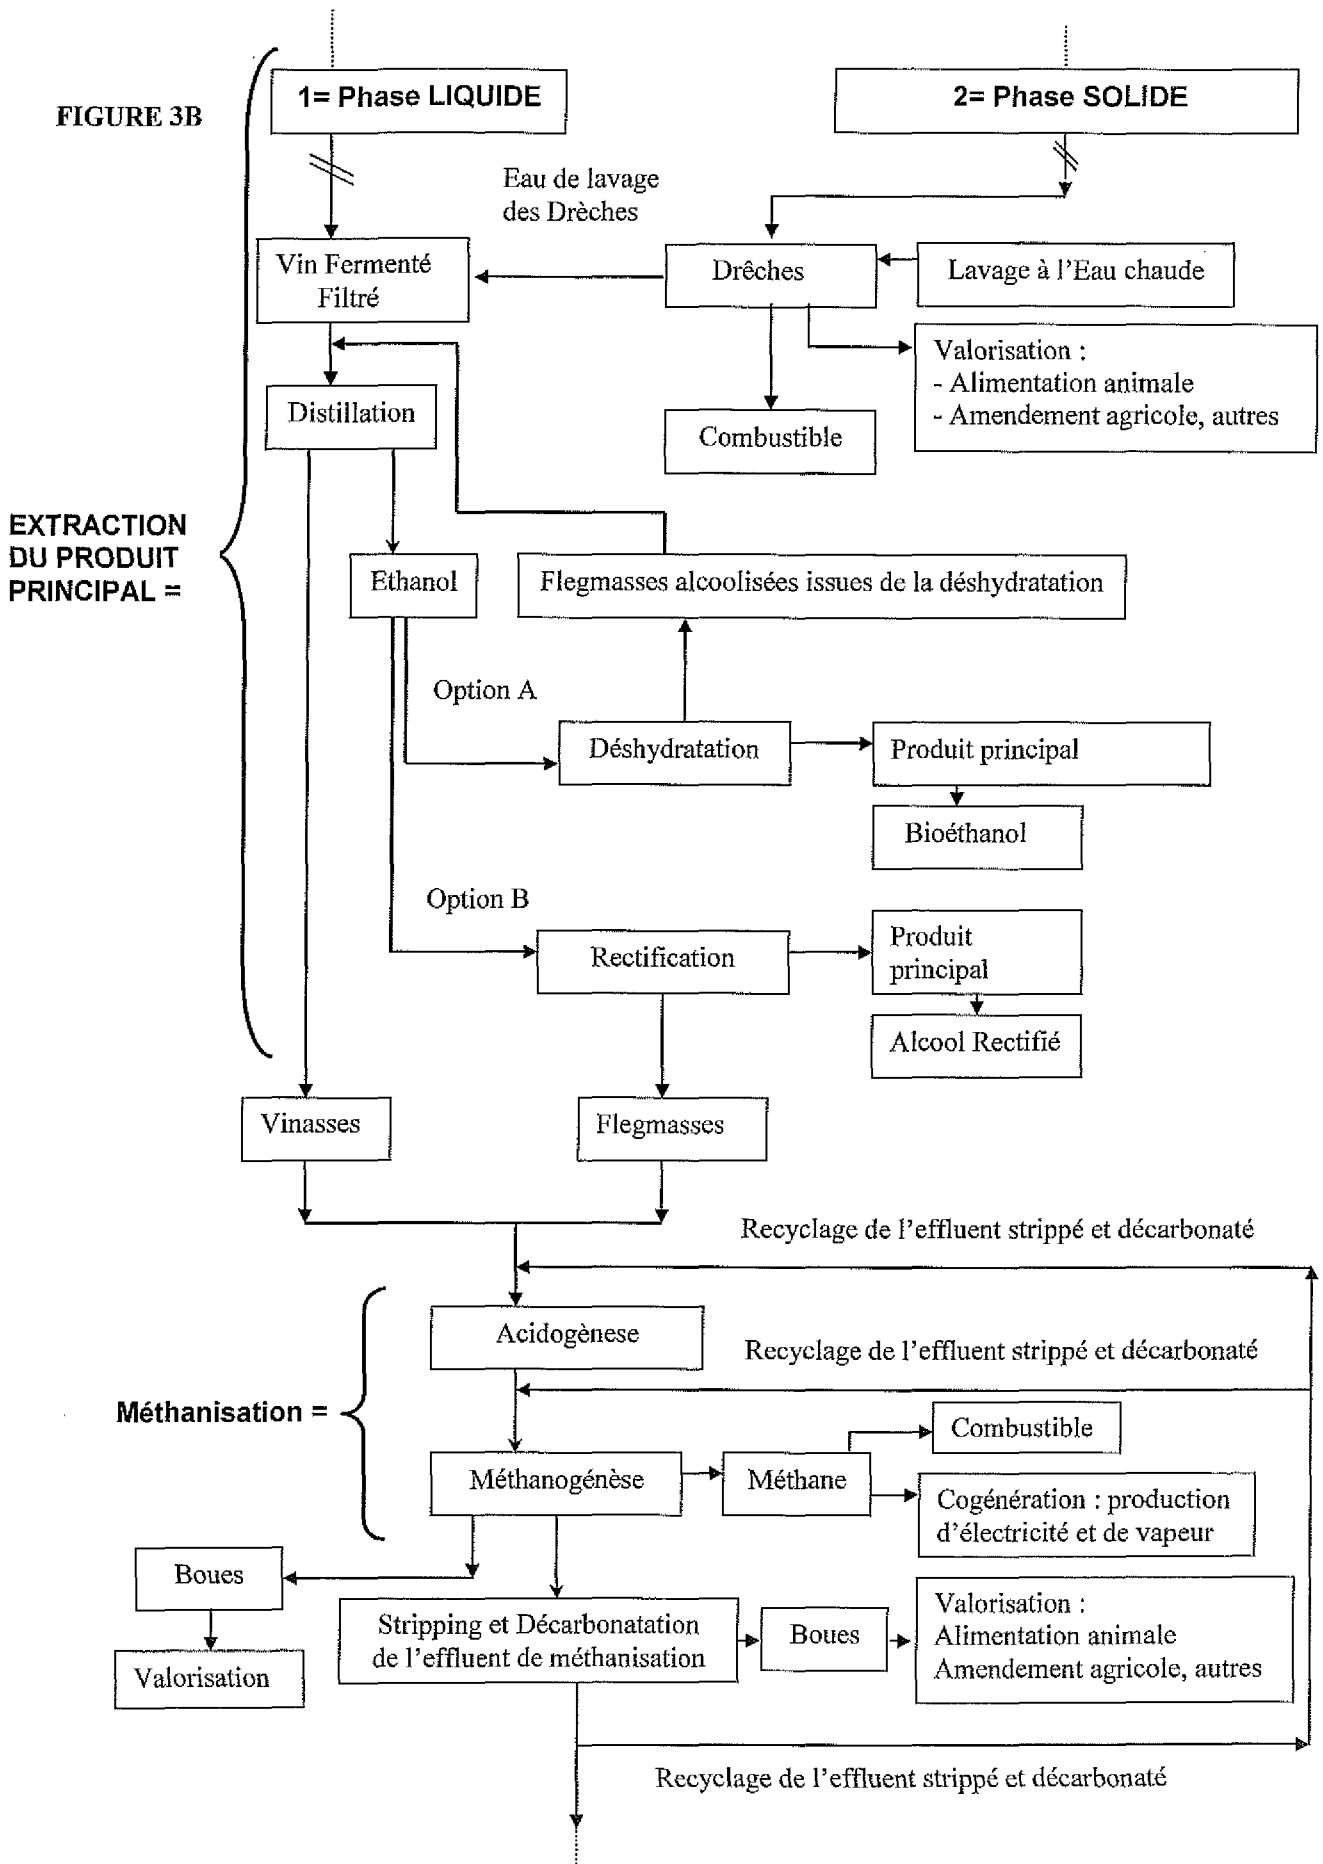 FIGURE 3B
1= Phase LIQUIDE
2= Phase SOLIDE
Eau de lavage
des Drèches
Vin Fermenté
Filtré
Drêches
Lavage à l'Eau chaude
Valorisation :
- Alimentation animale
- Amendement agricole, autres
Distillation
Combustible
EXTRACTION
DU PRODUIT
PRINCIPAL =
Ethanol
Flegmasses alcoolisées issues de la déshydratation
Option A
Déshydratation
Produit principal
Bioéthanol
Option B
Rectification
Produit
principal
Alcool Rectifié
Vinasses
Flegmasses
Recyclage de l'effluent strippé et décarbonaté
Acidogènese
Recyclage de l'effluent strippé et décarbonaté
Méthanisation =
Combustible
Méthanogénèse
Méthane
Cogénération : production
d'électricité et de vapeur
Boues
Valorisation
Stripping et Décarbonatation
de l'effluent de méthanisation
Boues
Valorisation :
Alimentation animale
Amendement agricole, autres
Recyclage de l'effluent strippé et décarbonaté